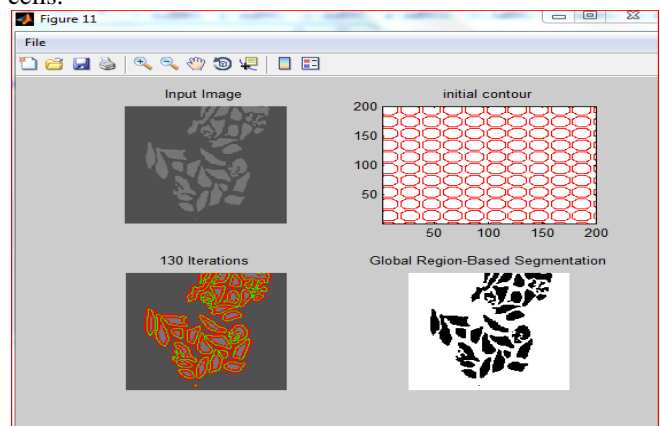 cells.
Figure 11
File
Input Image
initial contour
200
150
100
50
50 100 150 200
130 Iterations
Global Region-Based Segmentation